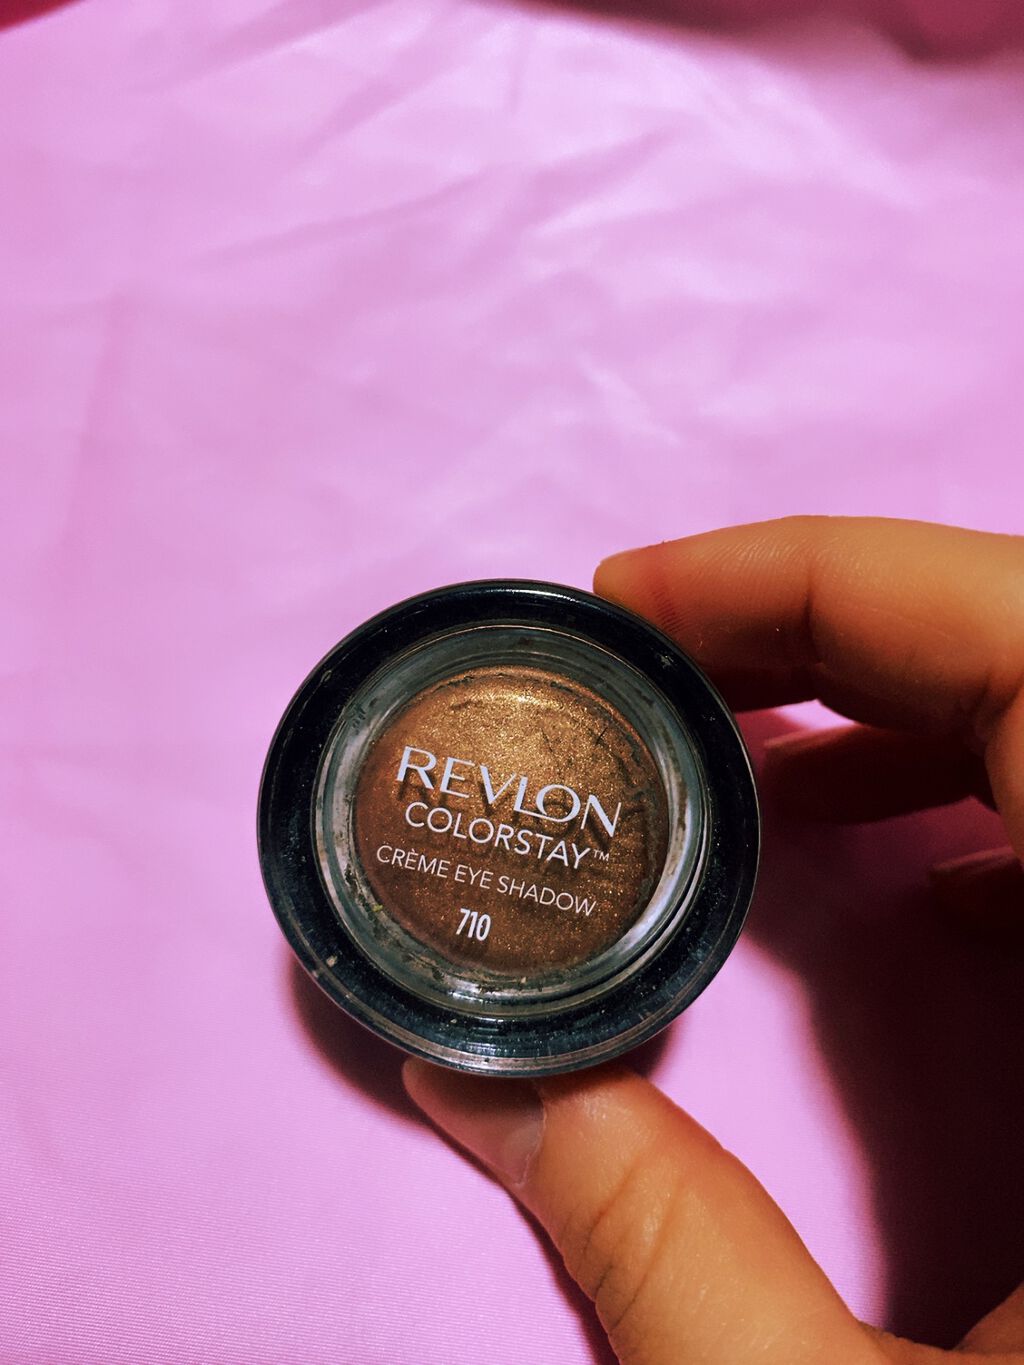 REVLON
COLORSTAY™
CRÈME EYE SHADOW
710